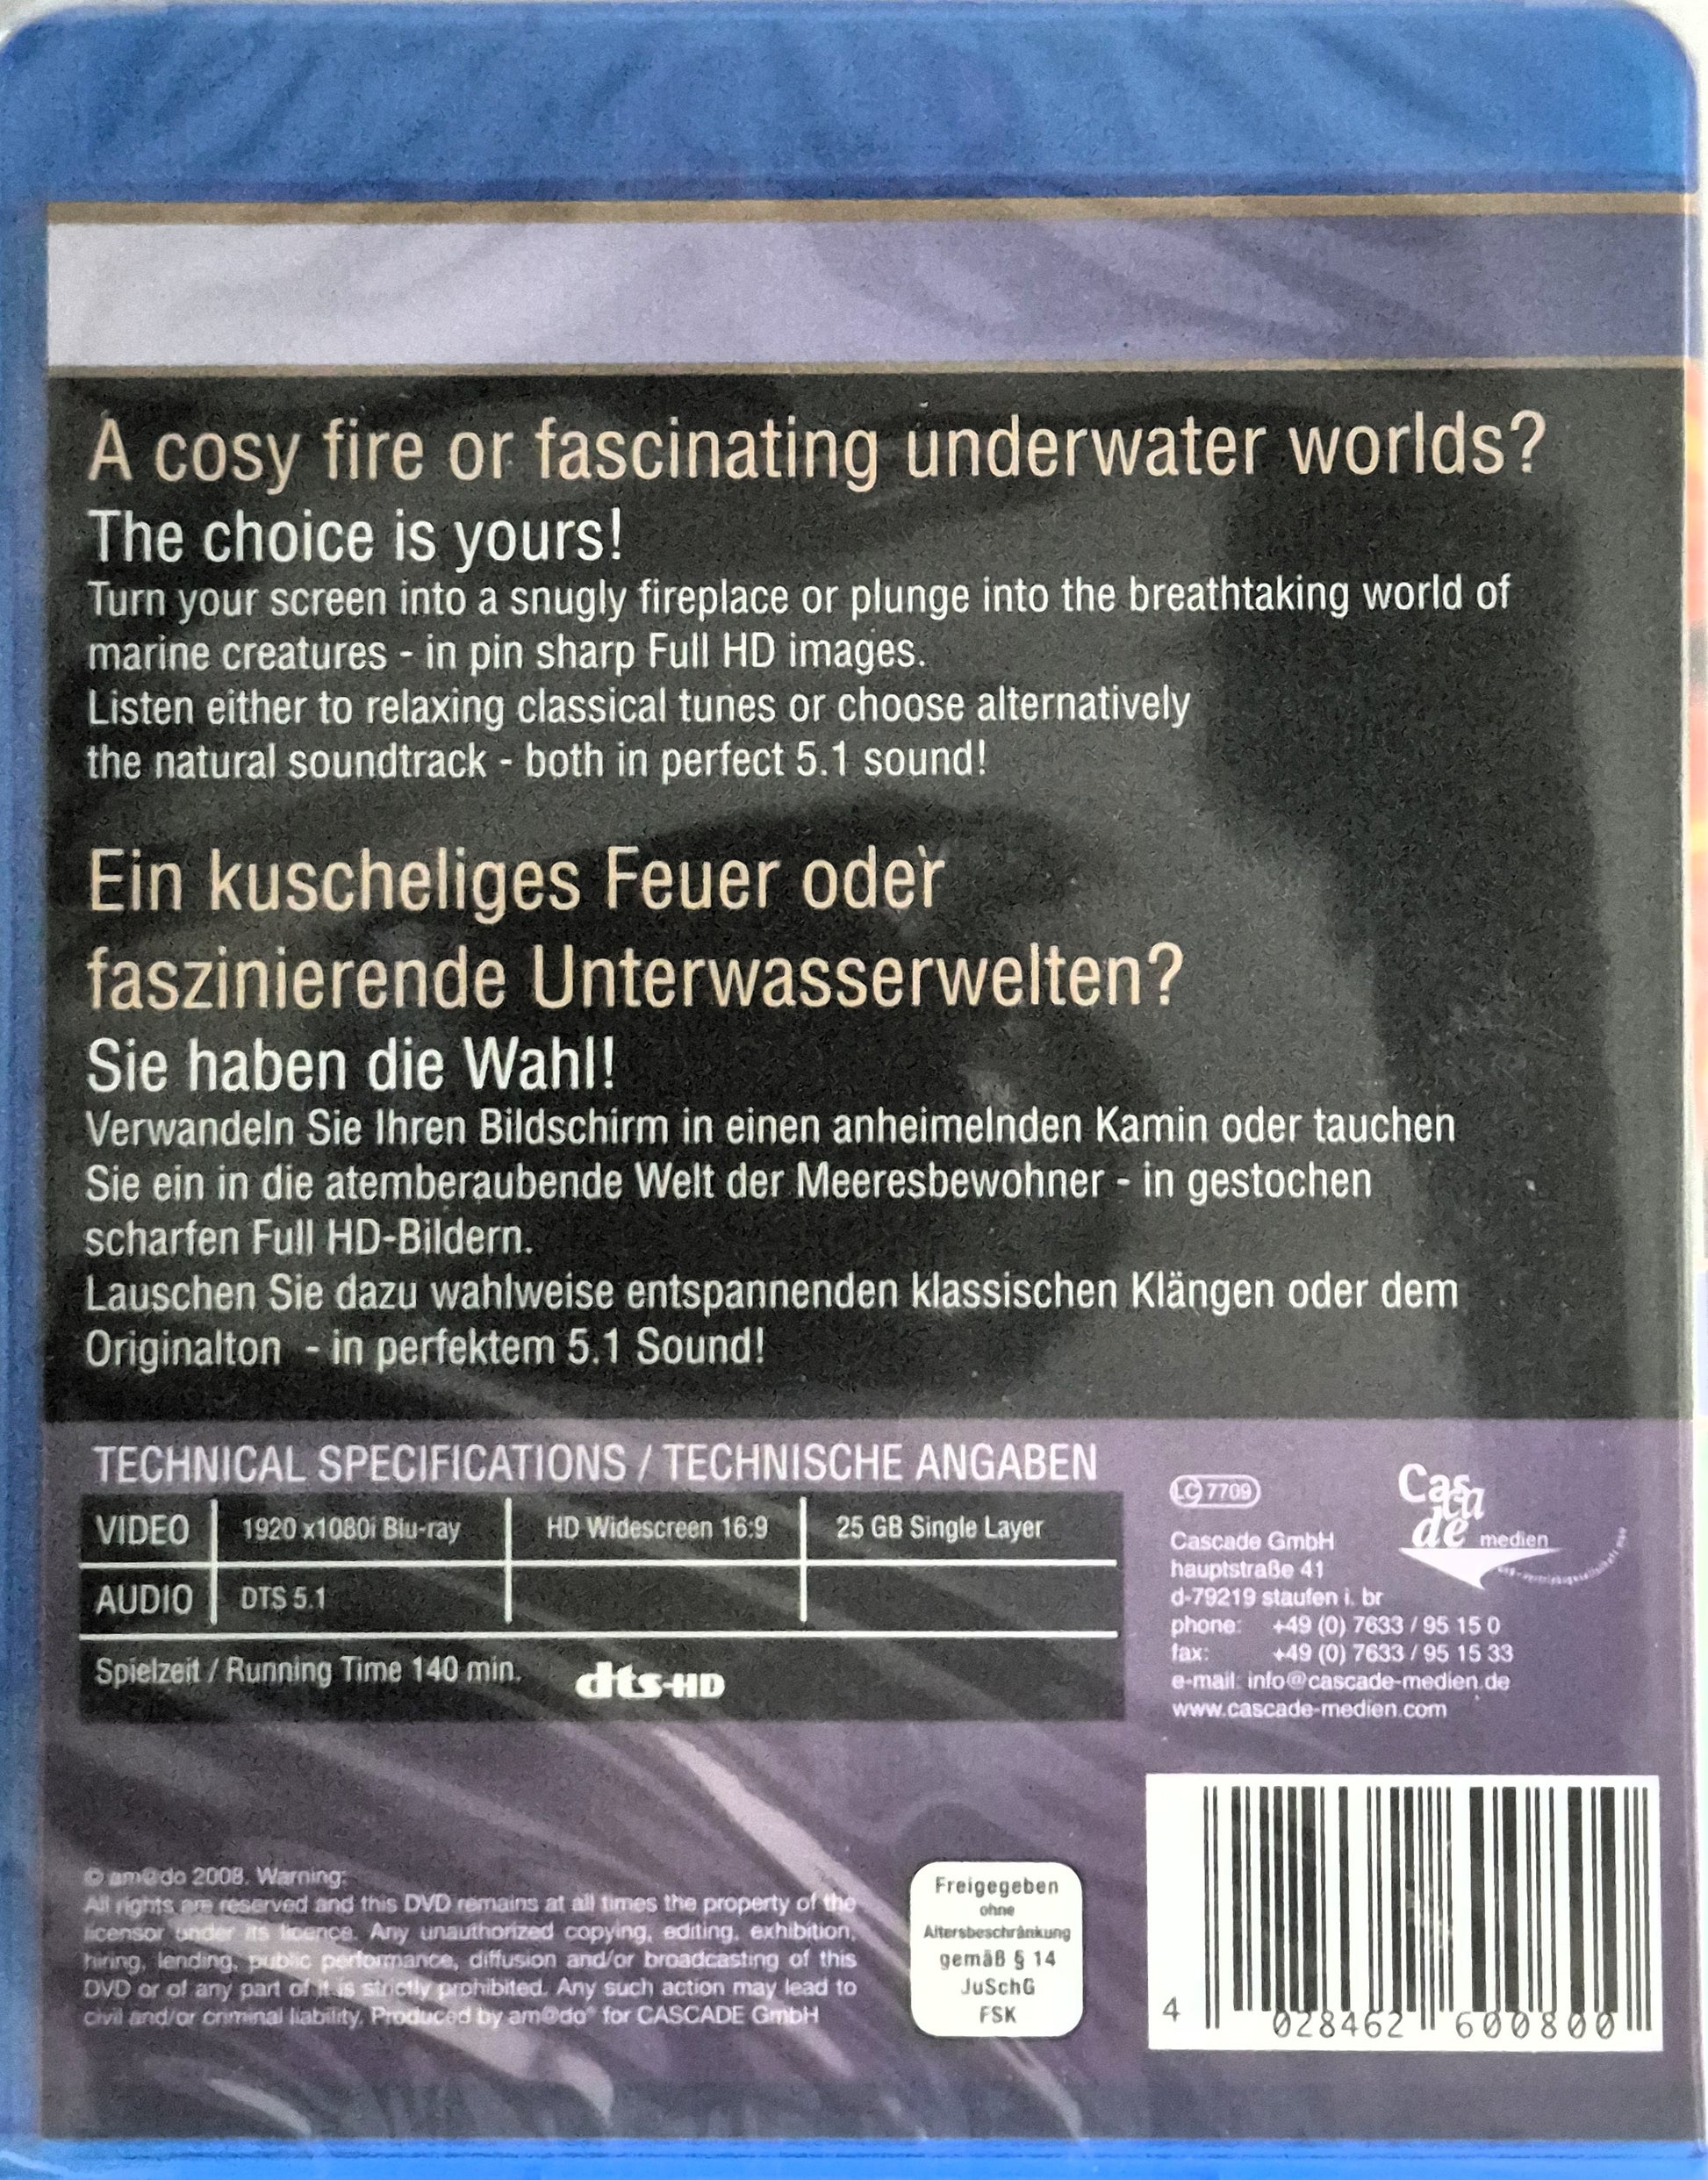 A cosy fire or fascinating underwater worlds?
The choice is yours!
Turn your screen into a snugly fireplace or plunge into the breathtaking world of
marine creatures - in pin sharp Full HD images.
Listen either to relaxing classical tunes or choose alternatively
the natural soundtrack - both in perfect 5.1 sound!
Ein kuscheliges Feuer oder
faszinierende Unterwasserwelten?
Sie haben die Wahl!
Verwandeln Sie Ihren Bildschirm in einen anheimelnden Kamin oder tauchen
Sie ein in die atemberaubende Welt der Meeresbewohner - in gestochen
scharfen Full HD-Bildern.
Lauschen Sie dazu wahlweise entspannenden klassischen Klängen oder dem
Originalton - in perfektem 5.1 Sound!
TECHNICAL SPECIFICATIONS / TECHNISCHE ANGABEN
VIDEO 1920 x1080i Blu-ray HD Widescreen 16:9 25 GB Single Layer
AUDIO DTS 5.1
Spielzeit / Running Time 140 min. dts-HD
LC 7709
Cascade medien
Cascade GmbH
hauptstraße 41
d-79219 staufen i. br
phone: +49 (0) 7633 / 95 15 0
fax: +49 (0) 7633 / 95 15 33
e-mail: info@cascade-medien.de
www.cascade-medien.com
© am@do 2008. Warning:
All rights are reserved and this DVD remains at all times the property of the
licensor under its licence. Any unauthorized copying, editing, exhibition,
hiring, lending, public performance, diffusion and/or broadcasting of this
DVD or of any part of it is strictly prohibited. Any such action may lead to
civil and/or criminal liability. Produced by am@do® for CASCADE GmbH
Freigegeben
ohne
Altersbeschränkung
gemäß § 14
JuSchG
FSK
4 028462 600800